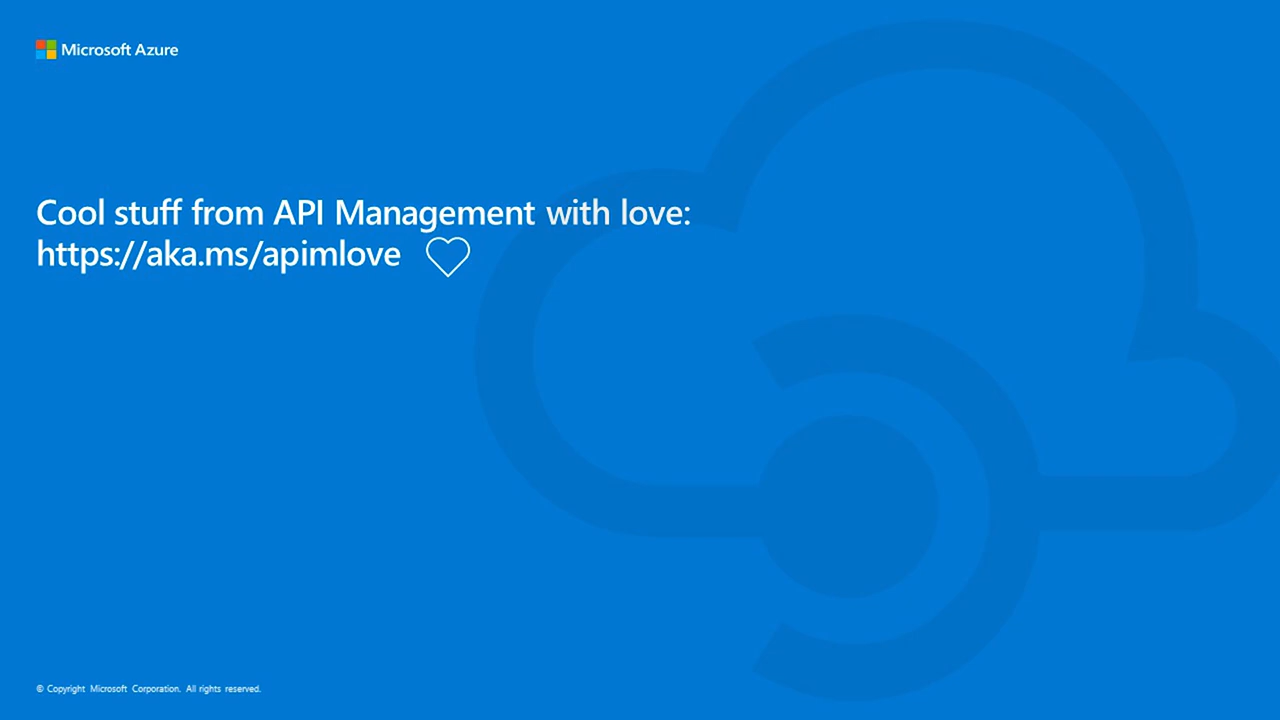 Microsoft Azure
Cool stuff from API Management with love:
https://aka.ms/apimlove
© Copyright Microsoft Corporation. All rights reserved.